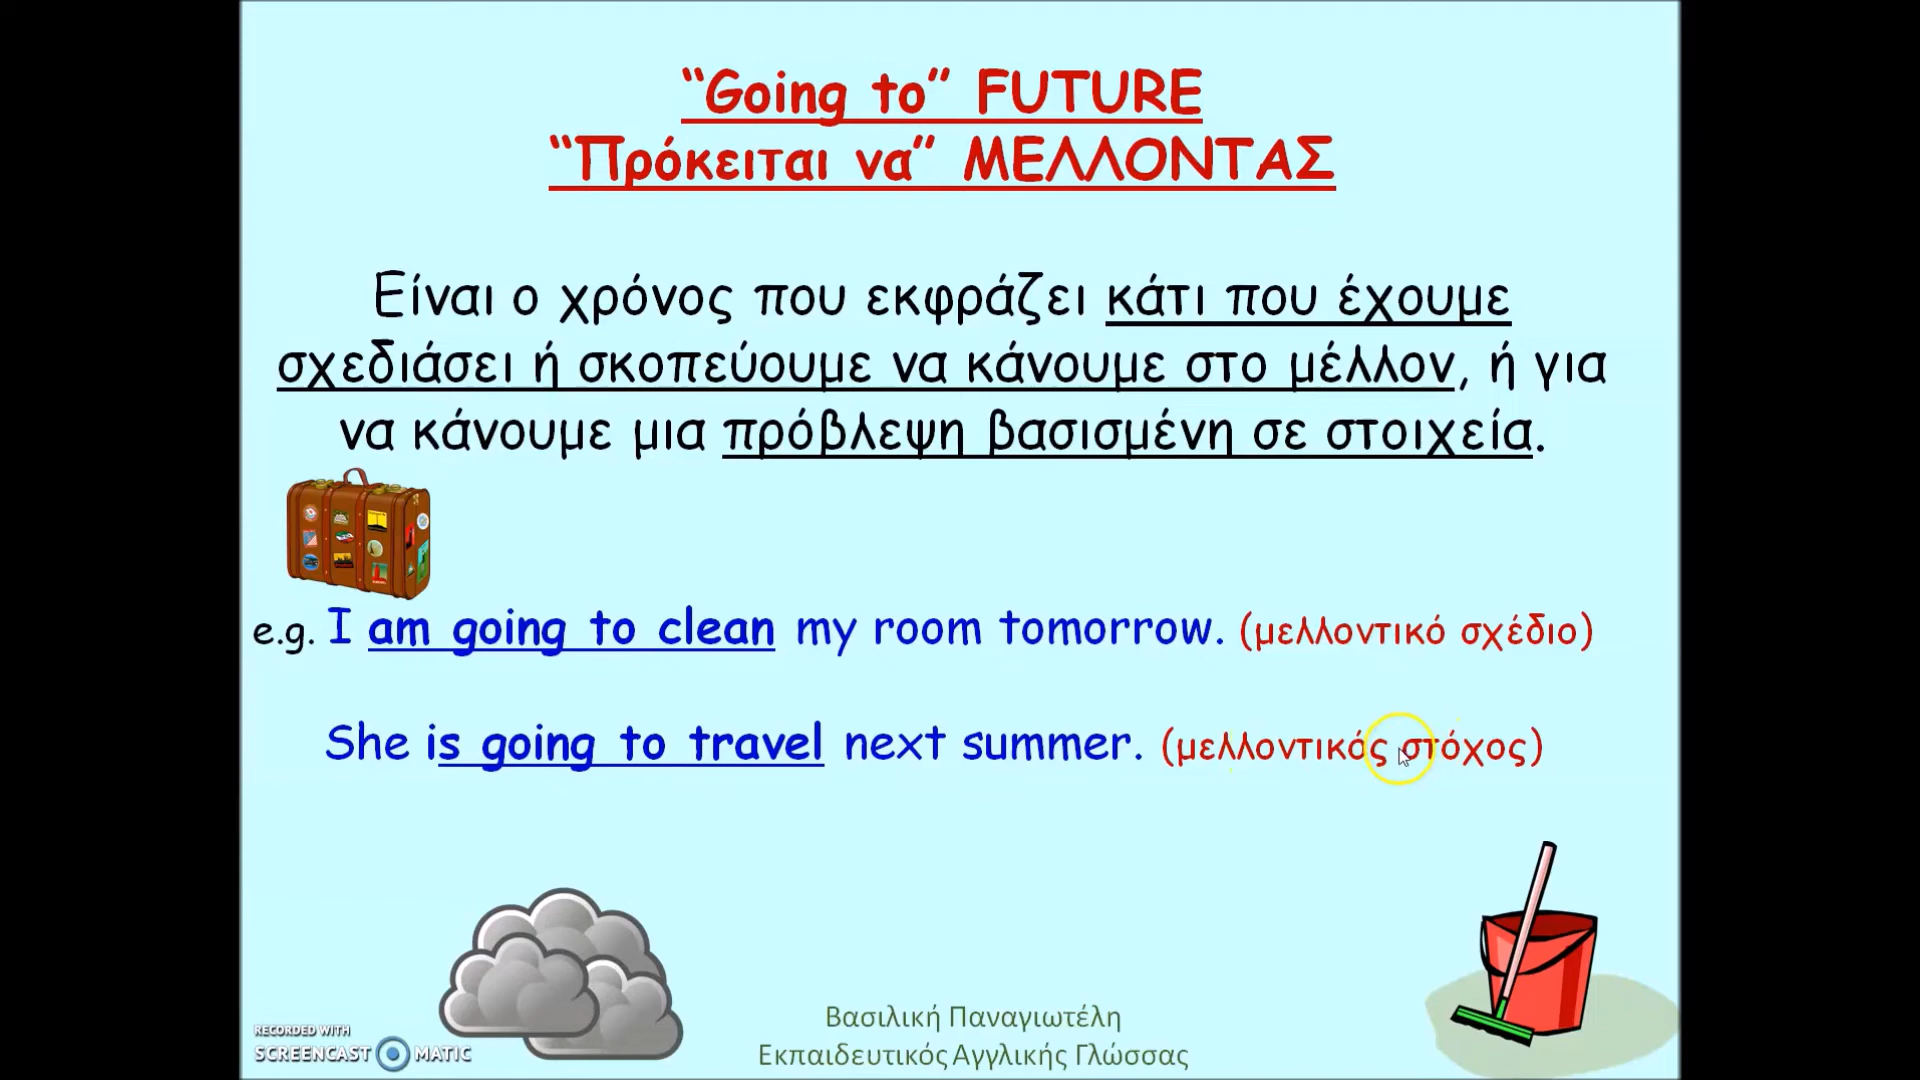 “Going to” FUTURE
“Πρόκειται να” ΜΕΛΛΟΝΤΑΣ
Είναι ο χρόνος που εκφράζει κάτι που έχουμε
σχεδιάσει ή σκοπεύουμε να κάνουμε στο μέλλον, ή για
να κάνουμε μια πρόβλεψη βασισμένη σε στοιχεία.
e.g. I am going to clean my room tomorrow. (μελλοντικό σχέδιο)
She is going to travel next summer. (μελλοντικός στόχος)
Βασιλική Παναγιωτέλη
Εκπαιδευτικός Αγγλικής Γλώσσας
RECORDED WITH
SCREENCAST MATIC